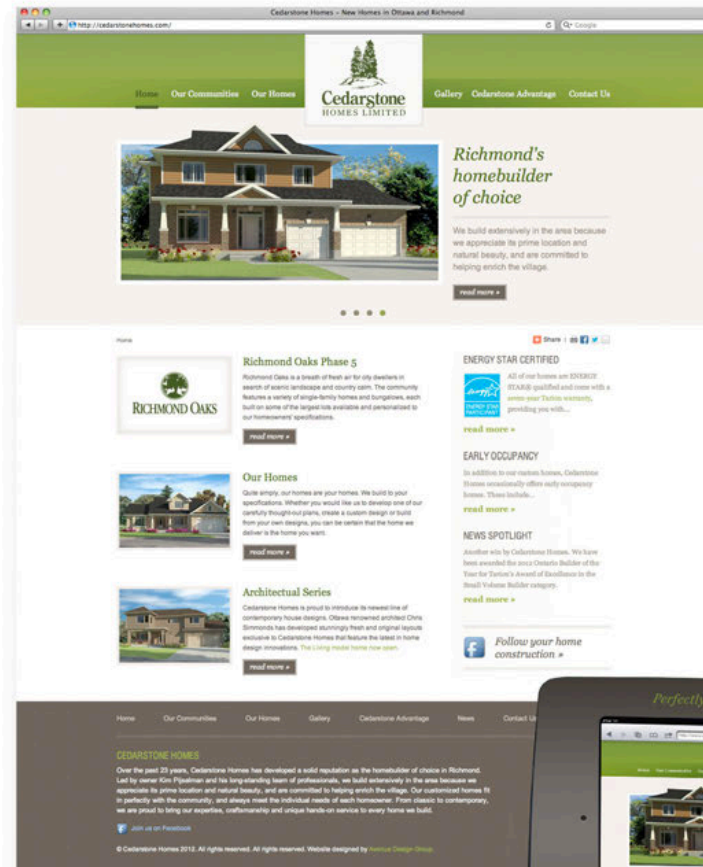 Cedarstone Homes – New Homes in Ottawa and Richmond
http://cedarstonehomes.com/
Google
Home
Our Communities
Our Homes
Cedarstone
HOMES LIMITED
Gallery
Cedarstone Advantage
Contact Us
Richmond's
homebuilder
of choice
We build extensively in the area because
we appreciate its prime location and
natural beauty, and are committed to
helping enrich the village.
read more »
Home
Share
RICHMOND OAKS
Richmond Oaks Phase 5
Richmond Oaks is a breath of fresh air for city dwellers in
search of scenic landscape and country calm. The community
features a variety of single-family homes and bungalows, each
built on some of the largest lots available and personalized to
our homeowners' specifications.
read more »
Our Homes
Quite simply, our homes are your homes. We build to your
specifications. Whether you would like us to develop one of our
carefully thought-out plans, create a custom design or build
from your own designs, you can be certain that the home we
deliver is the home you want.
read more »
Architectual Series
Cedarstone Homes is proud to introduce its newest line of
contemporary house designs. Ottawa renowned architect Chris
Simmonds has developed stunningly fresh and original layouts
exclusive to Cedarstone Homes that feature the latest in home
design innovations. The Living model home now open.
read more »
ENERGY STAR CERTIFIED
ENERGY STAR
PARTICIPANT
All of our homes are ENERGY
STAR® qualified and come with a
seven-year Tarion warranty,
providing you with...
read more »
EARLY OCCUPANCY
In addition to our custom homes, Cedarstone
Homes occasionally offers early occupancy
homes. These include...
read more »
NEWS SPOTLIGHT
Another win by Cedarstone Homes. We have
been awarded the 2012 Ontario Builder of the
Year for Tarion's Award of Excellence in the
Small Volume Builder category.
read more »
Follow your home
construction »
Home
Our Communities
Our Homes
Gallery
Cedarstone Advantage
News
Contact
CEDARSTONE HOMES
Over the past 25 years, Cedarstone Homes has developed a solid reputation as the homebuilder of choice in Richmond.
Led by owner Kim Pijselman and his long-standing team of professionals, we build extensively in the area because we
appreciate its prime location and natural beauty, and are committed to helping enrich the village. Our customized homes fit
in perfectly with the community, and always meet the individual needs of each homeowner. From classic to contemporary,
we are proud to bring our expertise, craftsmanship and unique hands-on service to every home we build.
Join us on Facebook
© Cedarstone Homes 2012. All rights reserved. All rights reserved. Website designed by Design Group.
Perfectly